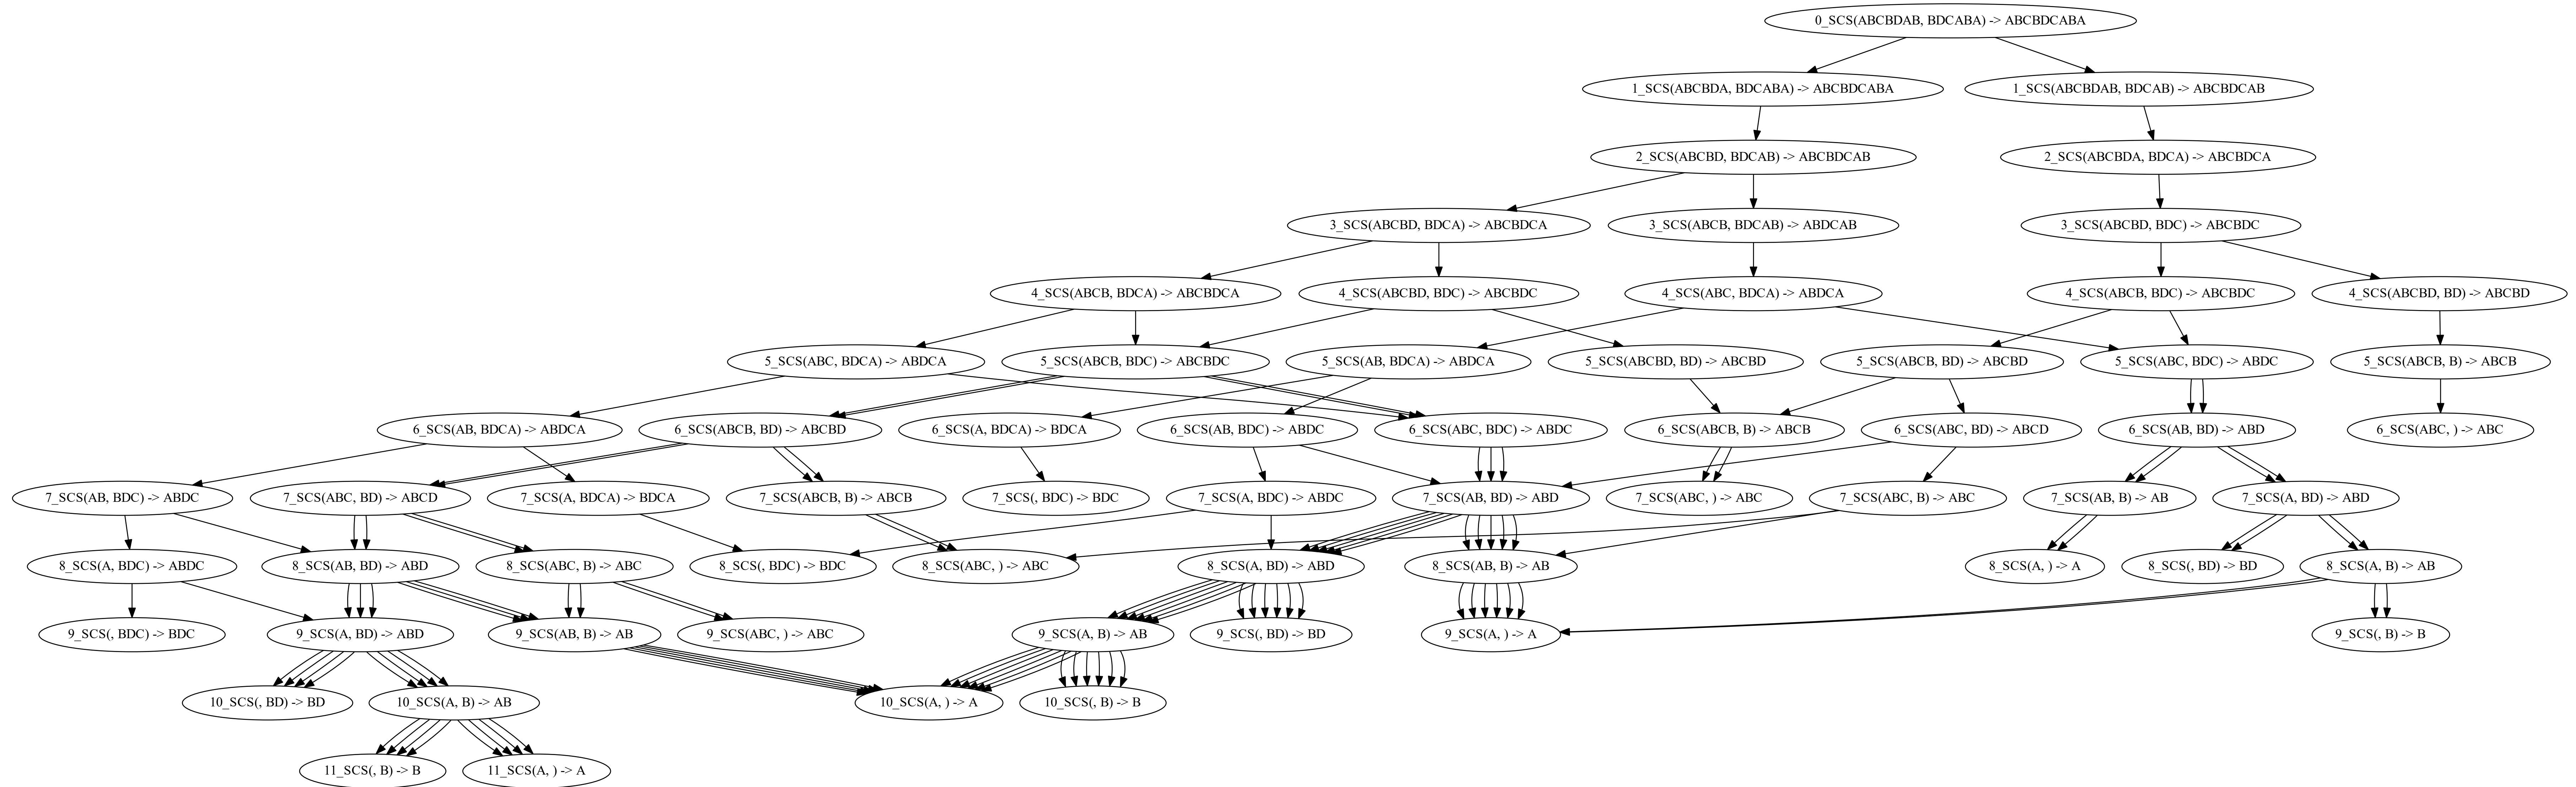 0_SCS(ABCBDAB, BDCABA) -> ABCBDCABA
1_SCS(ABCBDA, BDCABA) -> ABCBDCABA
1_SCS(ABCBDAB, BDCAB) -> ABCBDCAB
2_SCS(ABCBD, BDCAB) -> ABCBDCAB
2_SCS(ABCBDA, BDCA) -> ABCBDCA
3_SCS(ABCBD, BDCA) -> ABCBDCA
3_SCS(ABCB, BDCAB) -> ABDCAB
3_SCS(ABCBD, BDC) -> ABCBDC
4_SCS(ABCB, BDCA) -> ABCBDCA
4_SCS(ABCBD, BDC) -> ABCBDC
4_SCS(ABC, BDCA) -> ABDCA
4_SCS(ABCB, BDC) -> ABCBDC
4_SCS(ABCBD, BD) -> ABCBD
5_SCS(ABC, BDCA) -> ABDCA
5_SCS(ABCB, BDC) -> ABCBDC
5_SCS(AB, BDCA) -> ABDCA
5_SCS(ABCBD, BD) -> ABCBD
5_SCS(ABCB, BD) -> ABCBD
5_SCS(ABC, BDC) -> ABDC
5_SCS(ABCB, B) -> ABCB
6_SCS(AB, BDCA) -> ABDCA
6_SCS(ABCB, BD) -> ABCBD
6_SCS(A, BDCA) -> BDCA
6_SCS(AB, BDC) -> ABDC
6_SCS(ABC, BDC) -> ABDC
6_SCS(ABCB, B) -> ABCB
6_SCS(ABC, BD) -> ABCD
6_SCS(AB, BD) -> ABD
6_SCS(ABC, ) -> ABC
7_SCS(AB, BDC) -> ABDC
7_SCS(ABC, BD) -> ABCD
7_SCS(A, BDCA) -> BDCA
7_SCS(ABCB, B) -> ABCB
7_SCS(, BDC) -> BDC
7_SCS(A, BDC) -> ABDC
7_SCS(AB, BD) -> ABD
7_SCS(ABC, ) -> ABC
7_SCS(ABC, B) -> ABC
7_SCS(AB, B) -> AB
7_SCS(A, BD) -> ABD
8_SCS(A, BDC) -> ABDC
8_SCS(AB, BD) -> ABD
8_SCS(ABC, B) -> ABC
8_SCS(, BDC) -> BDC
8_SCS(ABC, ) -> ABC
8_SCS(A, BD) -> ABD
8_SCS(AB, B) -> AB
8_SCS(A, ) -> A
8_SCS(, BD) -> BD
8_SCS(A, B) -> AB
9_SCS(, BDC) -> BDC
9_SCS(A, BD) -> ABD
9_SCS(AB, B) -> AB
9_SCS(ABC, ) -> ABC
9_SCS(A, B) -> AB
9_SCS(, BD) -> BD
9_SCS(A, ) -> A
9_SCS(, B) -> B
10_SCS(, BD) -> BD
10_SCS(A, B) -> AB
10_SCS(A, ) -> A
10_SCS(, B) -> B
11_SCS(, B) -> B
11_SCS(A, ) -> A